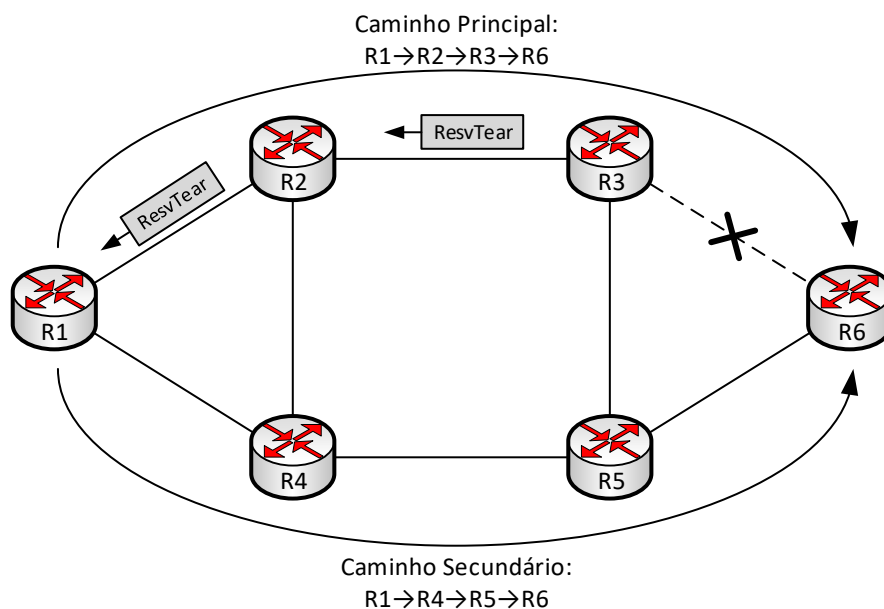 Caminho Principal:
R1→R2→R3→R6
ResvTear
R2
R3
ResvTear
R1
R6
R4
R5
Caminho Secundário:
R1→R4→R5→R6